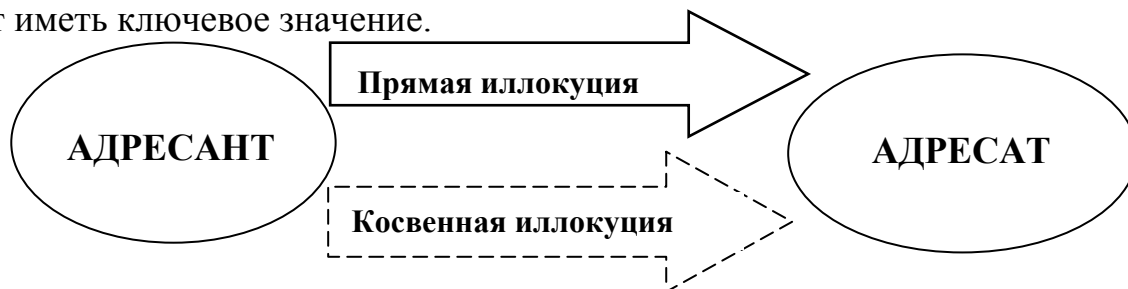 т иметь ключевое значение.
Прямая иллокуция
АДРЕСАНТ
АДРЕСАТ
Косвенная иллокуция